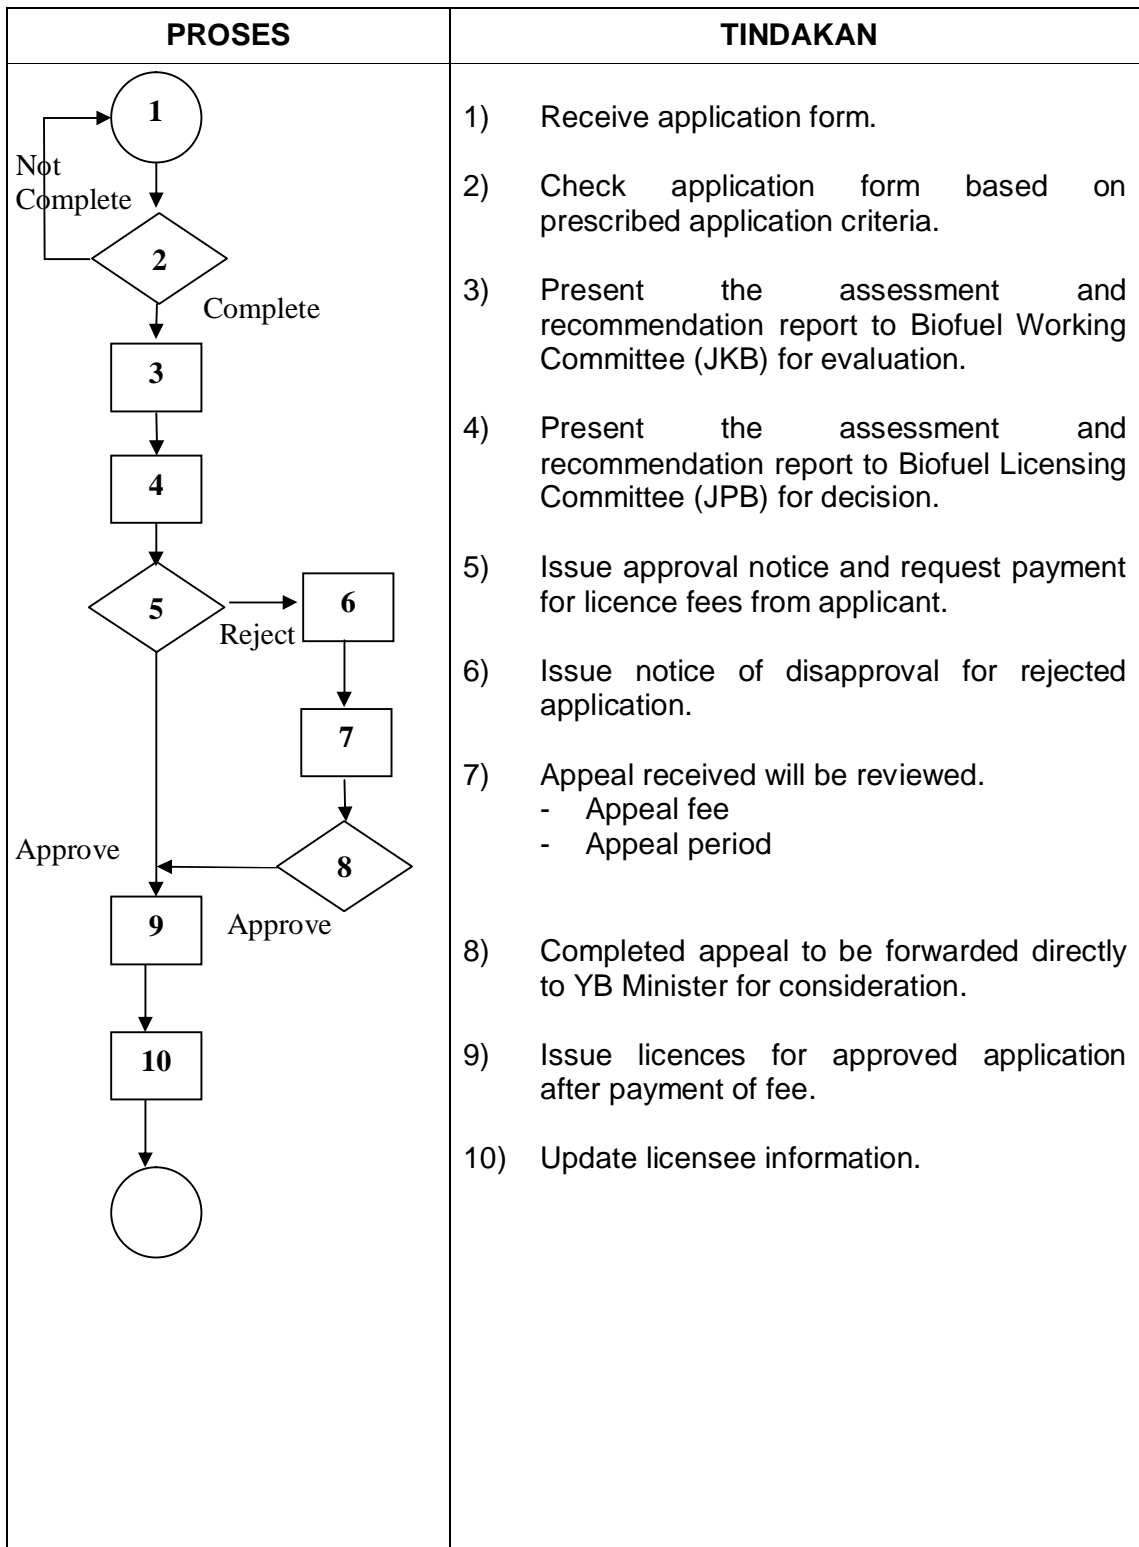 PROSES
TINDAKAN
1
Not
Complete
2
Complete
3
4
5
Reject
6
7
Approve
8
9
Approve
10
1) Receive application form.
2) Check application form based on
prescribed application criteria.
3) Present the assessment and
recommendation report to Biofuel Working
Committee (JKB) for evaluation.
4) Present the assessment and
recommendation report to Biofuel Licensing
Committee (JPB) for decision.
5) Issue approval notice and request payment
for licence fees from applicant.
6) Issue notice of disapproval for rejected
application.
7) Appeal received will be reviewed.
- Appeal fee
- Appeal period
8) Completed appeal to be forwarded directly
to YB Minister for consideration.
9) Issue licences for approved application
after payment of fee.
10) Update licensee information.